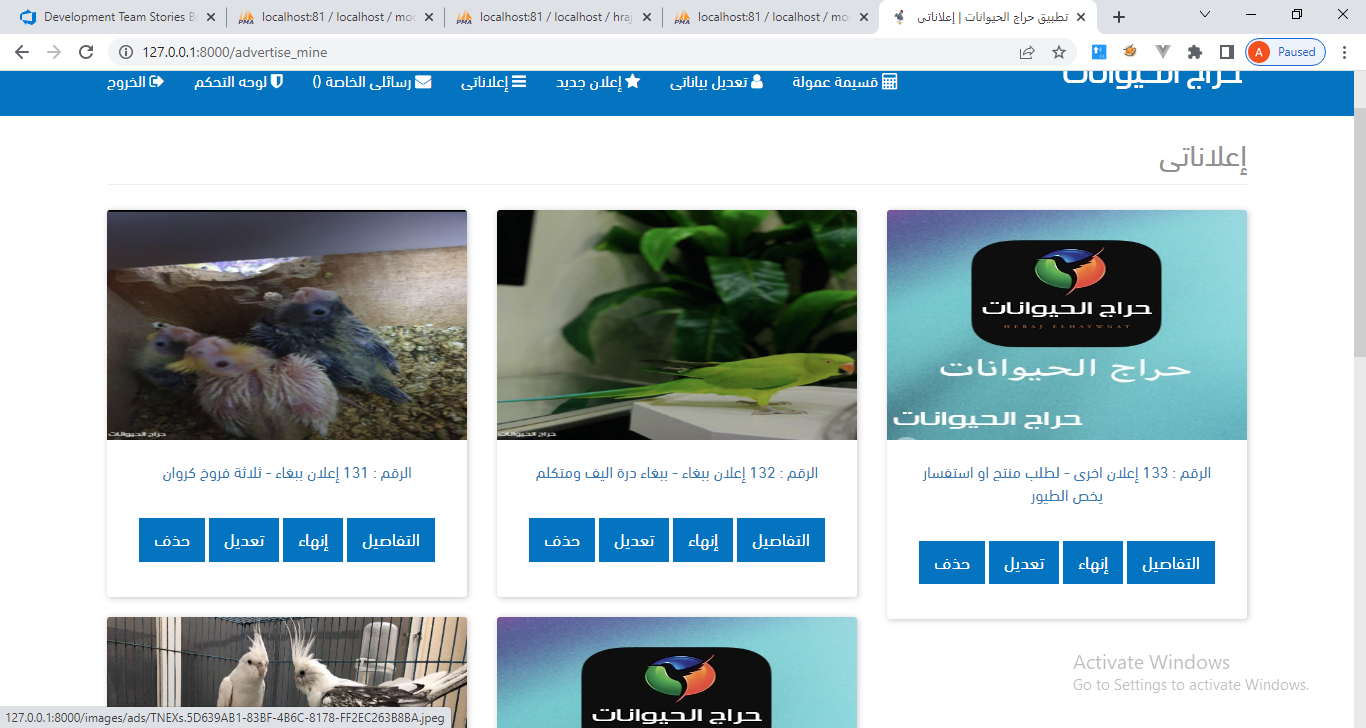 Development Team Stories B
localhost:81 / localhost / mo
localhost:81 / localhost / hraj
localhost:81 / localhost / mo
تطبيق حراج الحيوانات | إعلاناتى
127.0.0.1:8000/advertise_mine
A Paused
حراج الحيوانات
قسيمة عمولة
تعديل بياناتى
إعلان جديد
إعلاناتى
رسائلى الخاصة ()
لوحه التحكم
الخروج
إعلاناتى
حراج الحيوانات
HERAJ ELHAYWNAT
حراج الحيوانات
حراج الحيوانات
الرقم : 133 إعلان اخرى - لطلب منتج او استفسار
يخص الطيور
التفاصيل
إنهاء
تعديل
حذف
حراج الحيوانات
الرقم : 132 إعلان ببغاء - ببغاء درة اليف ومتكلم
التفاصيل
إنهاء
تعديل
حذف
حراج الحيوانات
الرقم : 131 إعلان ببغاء - ثلاثة فروخ كروان
التفاصيل
إنهاء
تعديل
حذف
حراج الحيوانات
Activate Windows
Go to Settings to activate Windows.
127.0.0.1:8000/images/ads/TNEXs.5D639AB1-83BF-4B6C-8178-FF2EC263B8BA.jpeg